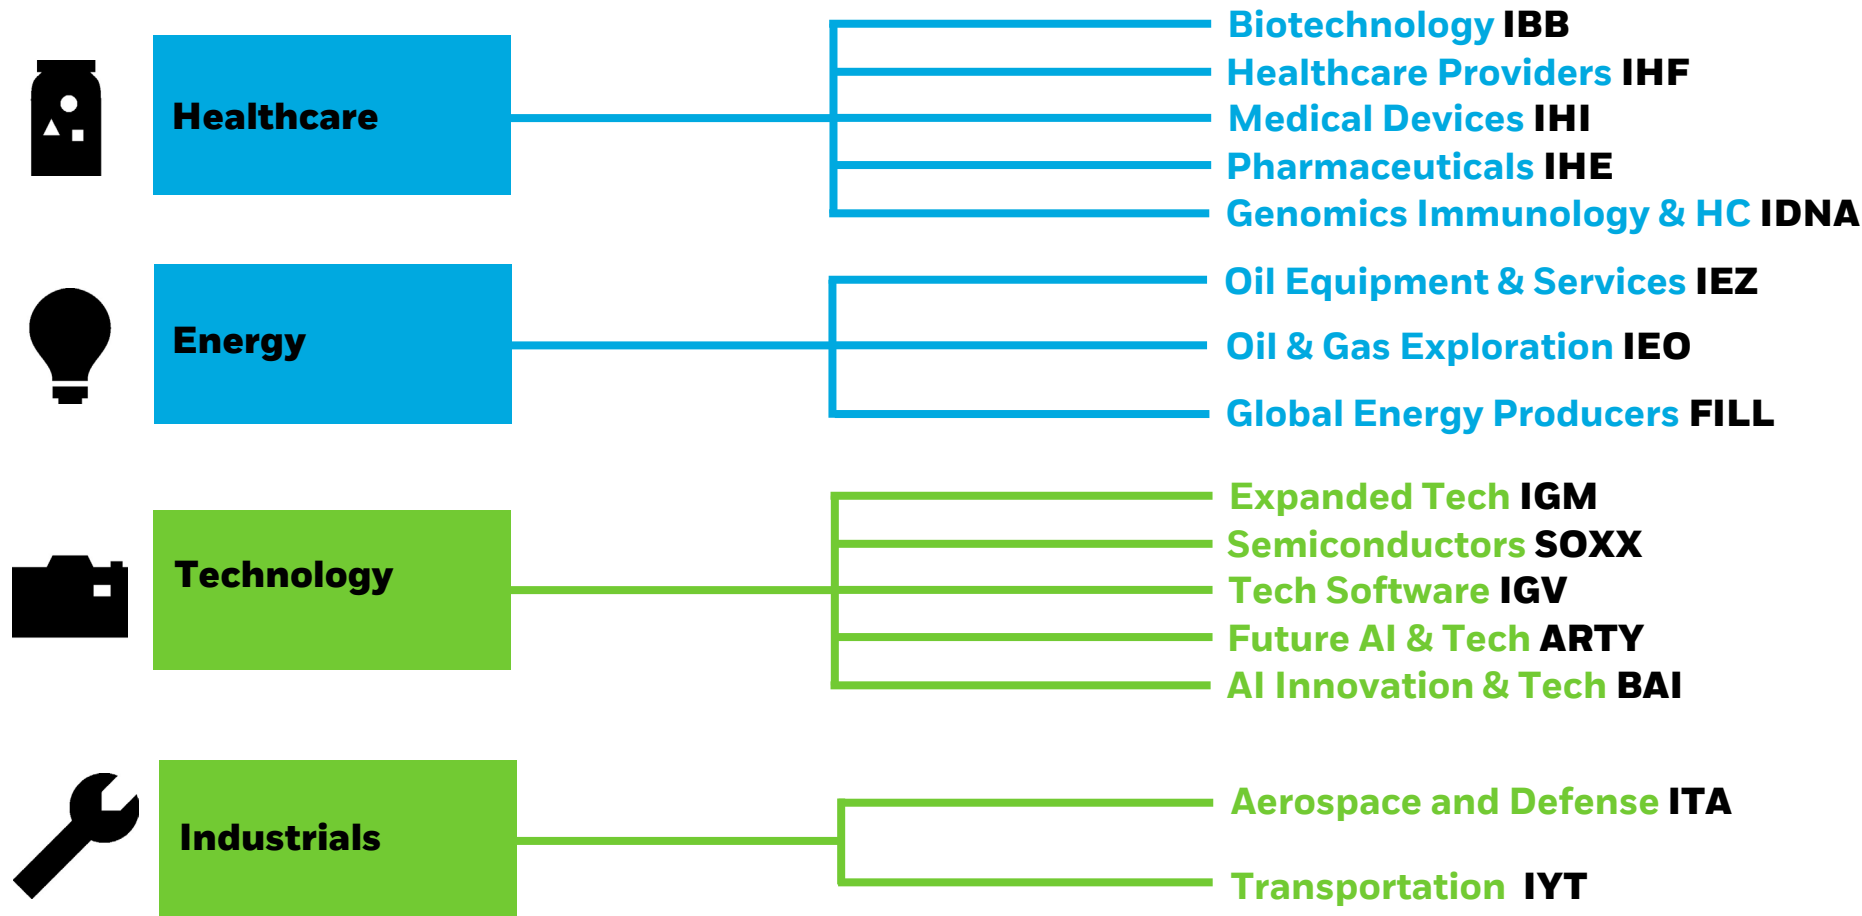 Healthcare
Biotechnology IBB
Healthcare Providers IHF
Medical Devices IHI
Pharmaceuticals IHE
Genomics Immunology & HC IDNA
Energy
Oil Equipment & Services IEZ
Oil & Gas Exploration IEO
Global Energy Producers FILL
Technology
Expanded Tech IGM
Semiconductors SOXX
Tech Software IGV
Future AI & Tech ARTY
AI Innovation & Tech BAI
Industrials
Aerospace and Defense ITA
Transportation IYT